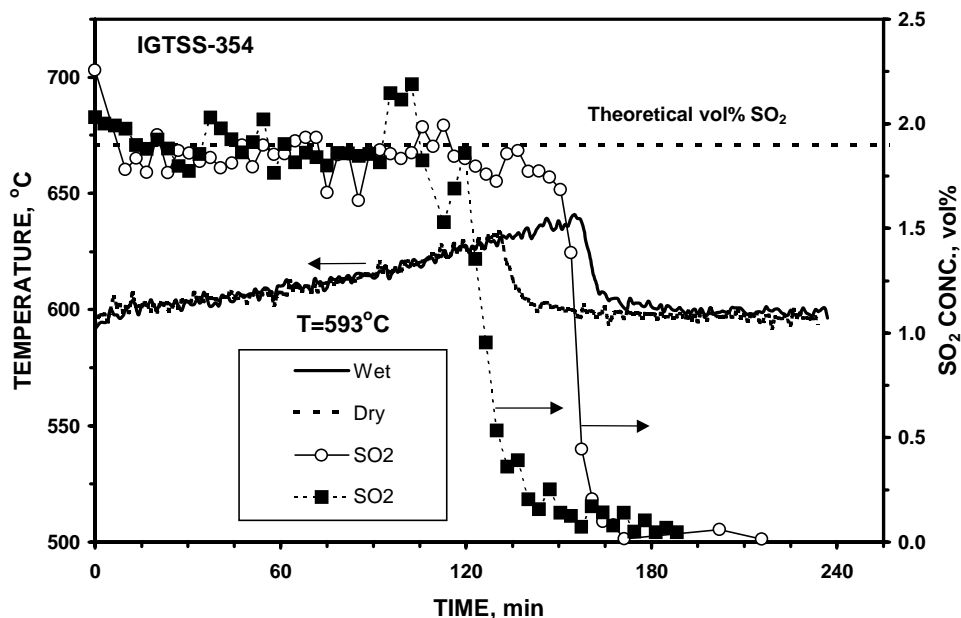 IGTSS-354
Theoretical vol% SO₂
T=593°C
Wet
Dry
SO2
SO2
TEMPERATURE, °C
700
650
600
550
500
SO₂ CONC., vol%
2.5
2.0
1.5
1.0
0.5
0.0
0
60
120
180
240
TIME, min